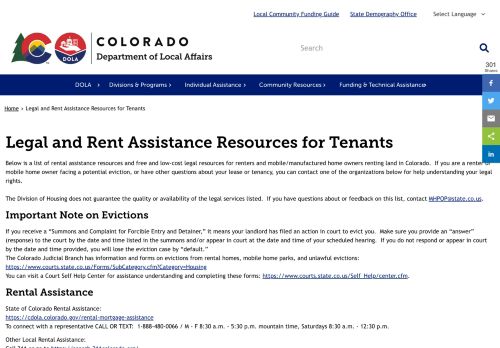 Local Community Funding Guide State Demography Office Select Language
COLORADO
Department of Local Affairs
CO
DOLA
Search
301
Shares
DOLA Divisions & Programs Individual Assistance Community Resources Funding & Technical Assistance
Home » Legal and Rent Assistance Resources for Tenants
Legal and Rent Assistance Resources for Tenants
Below is a list of rental assistance resources and free and low-cost legal resources for renters and mobile/manufactured home owners renting land in Colorado. If you are a renter or
mobile home owner facing a potential eviction, or have other questions about your lease or tenancy, you can contact one of the organizations below for help understanding your legal
rights.
The Division of Housing does not guarantee the quality or availability of the legal services listed. If you have questions about or feedback on this list, contact MHPOP@state.co.us.
Important Note on Evictions
If you receive a “Summons and Complaint for Forcible Entry and Detainer,” it means your landlord has filed an action in court to evict you. Make sure you provide an “answer”
(response) to the court by the date and time listed in the summons and/or appear in court at the date and time of your scheduled hearing. If you do not respond or appear in court
by the date and time provided, you will lose the eviction case by “default.”
The Colorado Judicial Branch has information and forms on evictions from rental homes, mobile home parks, and unlawful evictions:
https://www.courts.state.co.us/Forms/SubCategory.cfm?Category=Housing
You can visit a Court Self Help Center for assistance understanding and completing these forms: https://www.courts.state.co.us/Self_Help/center.cfm.
Rental Assistance
State of Colorado Rental Assistance:
https://cdola.colorado.gov/rental-mortgage-assistance
To connect with a representative CALL OR TEXT: 1-888-480-0066 / M - F 8:30 a.m. - 5:30 p.m. mountain time, Saturdays 8:30 a.m. - 12:30 p.m.
Other Local Rental Assistance: